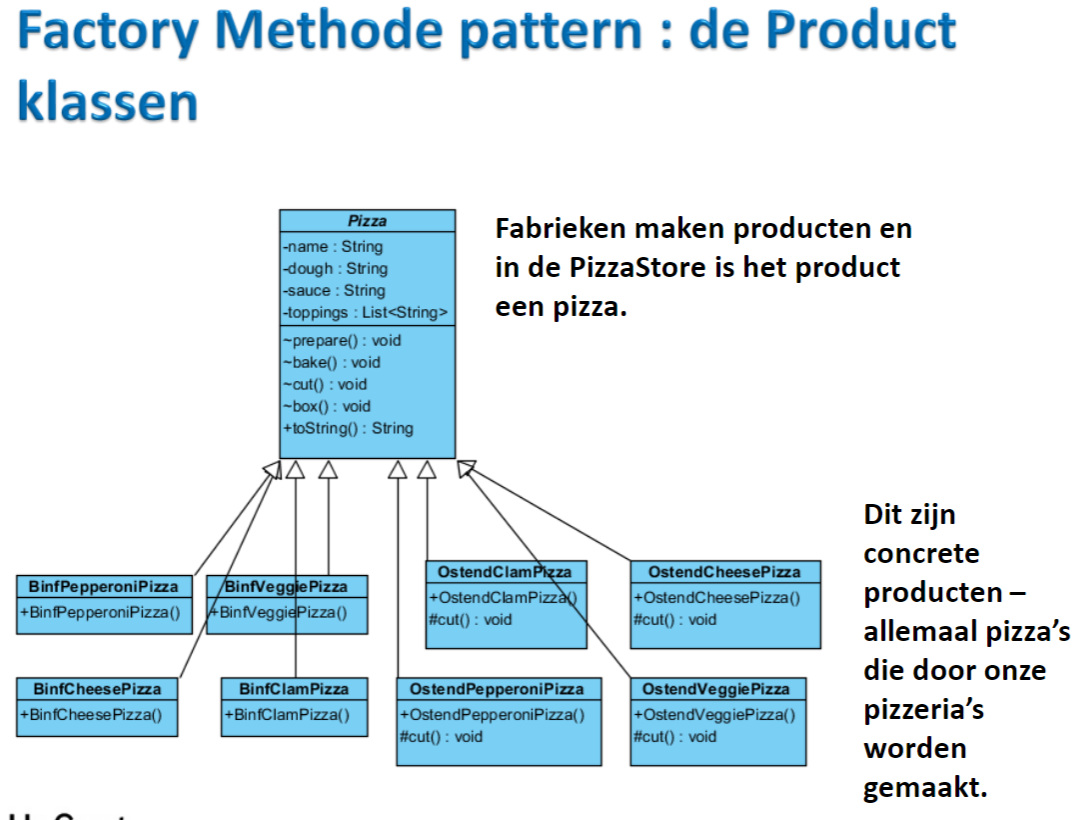 Factory Methode pattern : de Product
klassen
Pizza
-name : String
-dough : String
-sauce : String
-toppings : List<String>
~prepare() : void
~bake() : void
~cut() : void
~box() : void
+toString() : String
Fabrieken maken producten en
in de PizzaStore is het product
een pizza.
BinfPepperoniPizza
+BinfPepperoniPizza()
BinfVeggiePizza
+BinfVeggiePizza()
OstendClamPizza
+OstendClamPizza()
#cut() : void
OstendCheesePizza
+OstendCheesePizza()
#cut() : void
BinfCheesePizza
+BinfCheesePizza()
BinfClamPizza
+BinfClamPizza()
OstendPepperoniPizza
+OstendPepperoniPizza()
#cut() : void
OstendVeggiePizza
+OstendVeggiePizza()
#cut() : void
Dit zijn
concrete
producten –
allemaal pizza's
die door onze
pizzeria's
worden
gemaakt.